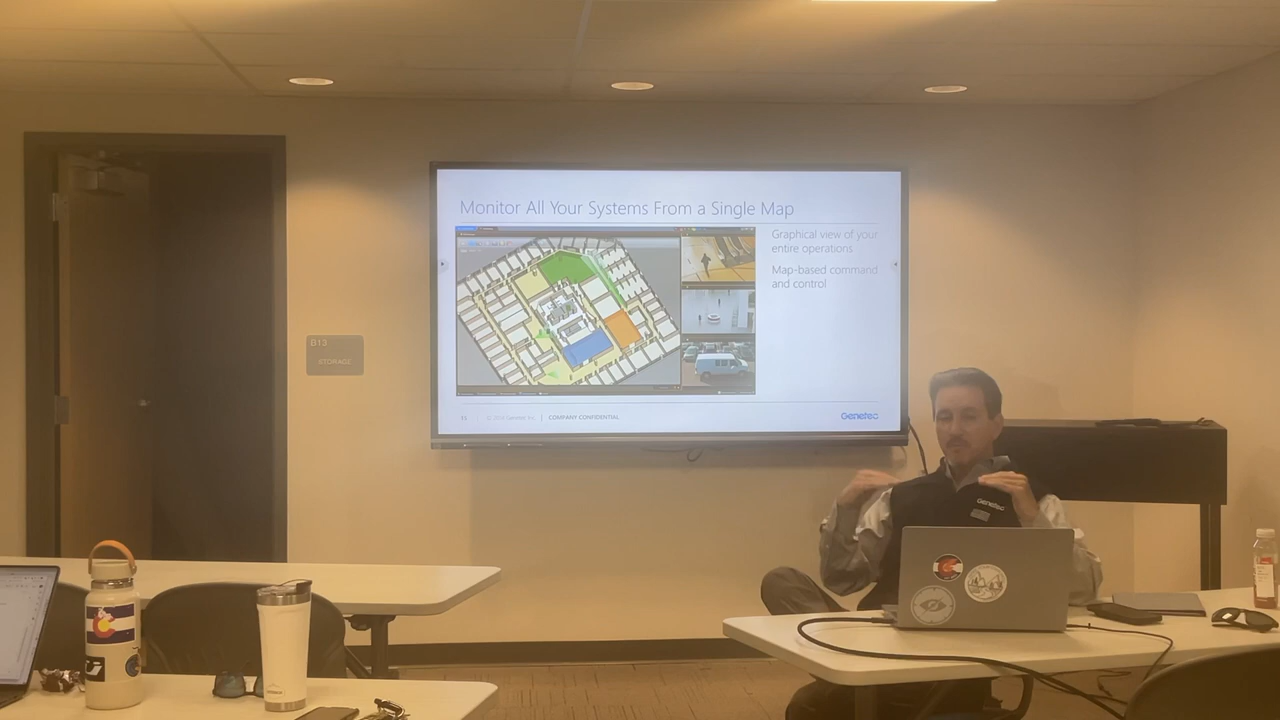 Monitor All Your Systems From a Single Map
Graphical view of your
entire operations
Map-based command
and control
15
COMPANY CONFIDENTIAL
Genetec
B13
STORAGE
Genetec